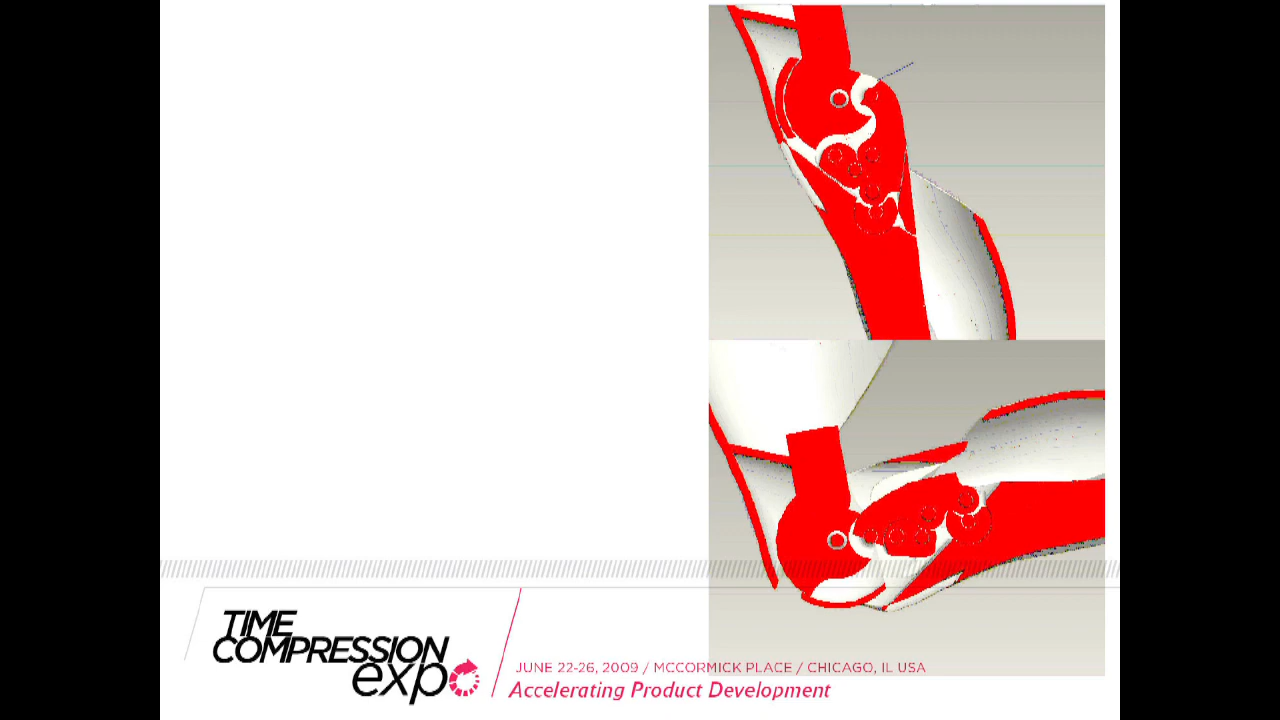 TIME
COMPRESSION
expo
JUNE 22-26, 2009 / MCCORMICK PLACE / CHICAGO, IL USA
Accelerating Product Development